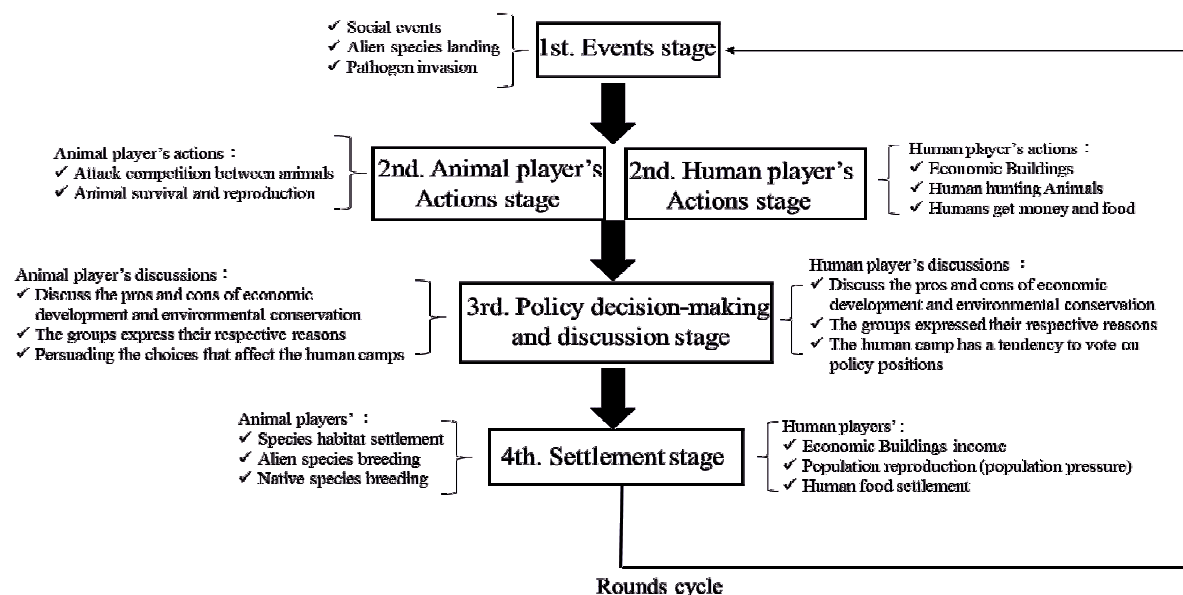 ✓ Social events
✓ Alien species landing
✓ Pathogen invasion
1st. Events stage
Animal player's actions：
✓ Attack competition between animals
✓ Animal survival and reproduction
2nd. Animal player's
Actions stage
2nd. Human player's
Actions stage
Human player's actions：
✓ Economic Buildings
✓ Human hunting Animals
✓ Humans get money and food
Animal player's discussions：
✓ Discuss the pros and cons of economic
development and environmental conservation
✓ The groups express their respective reasons
✓ Persuading the choices that affect the human camps
3rd. Policy decision-making
and discussion stage
Human player's discussions ：
✓ Discuss the pros and cons of economic
development and environmental conservation
✓ The groups expressed their respective reasons
✓ The human camp has a tendency to vote on
policy positions
Animal players'：
✓ Species habitat settlement
✓ Alien species breeding
✓ Native species breeding
4th. Settlement stage
Human players' :
✓ Economic Buildings income
✓ Population reproduction (population pressure)
✓ Human food settlement
Rounds cycle